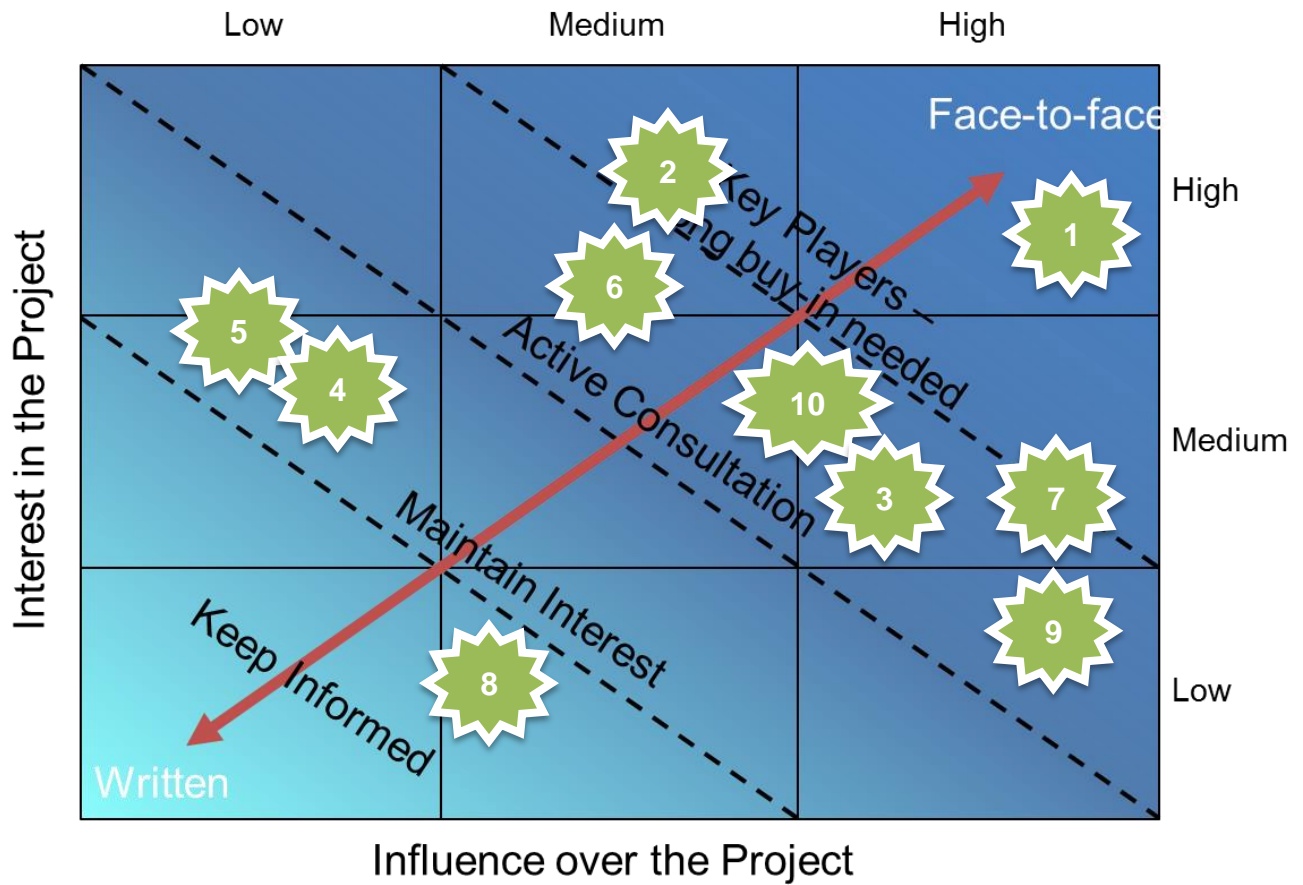 Low
Medium
High
Face-to-face
High
Medium
Low
Interest in the Project
Influence over the Project
Key Players –
buy-in needed
Active Consultation
Maintain Interest
Keep Informed
Written
1
2
3
4
5
6
7
8
9
10